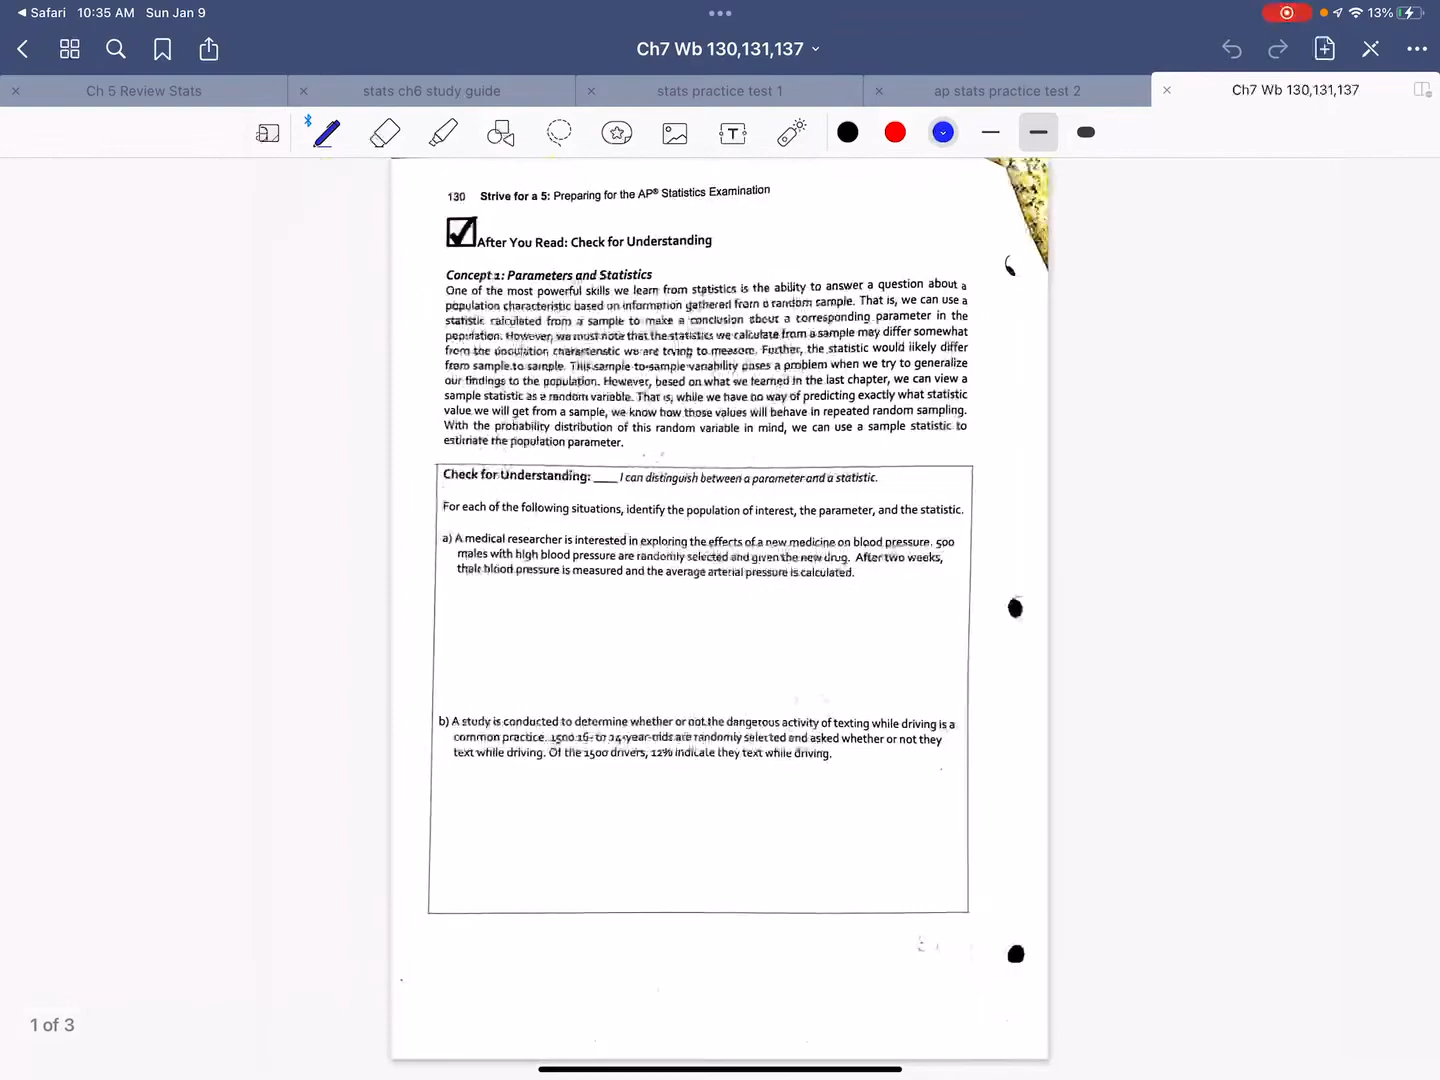 Safari 10:35 AM Sun Jan 9
13%
Ch7 Wb 130,131,137
Ch 5 Review Stats
stats ch6 study guide
stats practice test 1
ap stats practice test 2
Ch7 Wb 130,131,137
130 Strive for a 5: Preparing for the AP® Statistics Examination
After You Read: Check for Understanding
Concept 1: Parameters and Statistics
One of the most powerful skills we learn from statistics is the ability to answer a question about a
population characteristic based on information gathered from a random sample. That is, we can use a
statistic calculated from a sample to make a conclusion about a corresponding parameter in the
population. However, we must note that the statistics we calculate from a sample may differ somewhat
from the population characteristic we are trying to measure. Further, the statistic would likely differ
from sample to sample. This sample-to-sample variability poses a problem when we try to generalize
our findings to the population. However, based on what we learned in the last chapter, we can view a
sample statistic as a random variable. That is, while we have no way of predicting exactly what statistic
value we will get from a sample, we know how those values will behave in repeated random sampling.
With the probability distribution of this random variable in mind, we can use a sample statistic to
estimate the population parameter.
Check for Understanding: ____ I can distinguish between a parameter and a statistic.
For each of the following situations, identify the population of interest, the parameter, and the statistic.
a) A medical researcher is interested in exploring the effects of a new medicine on blood pressure. 500
males with high blood pressure are randomly selected and given the new drug. After two weeks,
their blood pressure is measured and the average arterial pressure is calculated.
b) A study is conducted to determine whether or not the dangerous activity of texting while driving is a
common practice. 1500 16- to 24-year-olds are randomly selected and asked whether or not they
text while driving. Of the 1500 drivers, 12% indicate they text while driving.
1 of 3